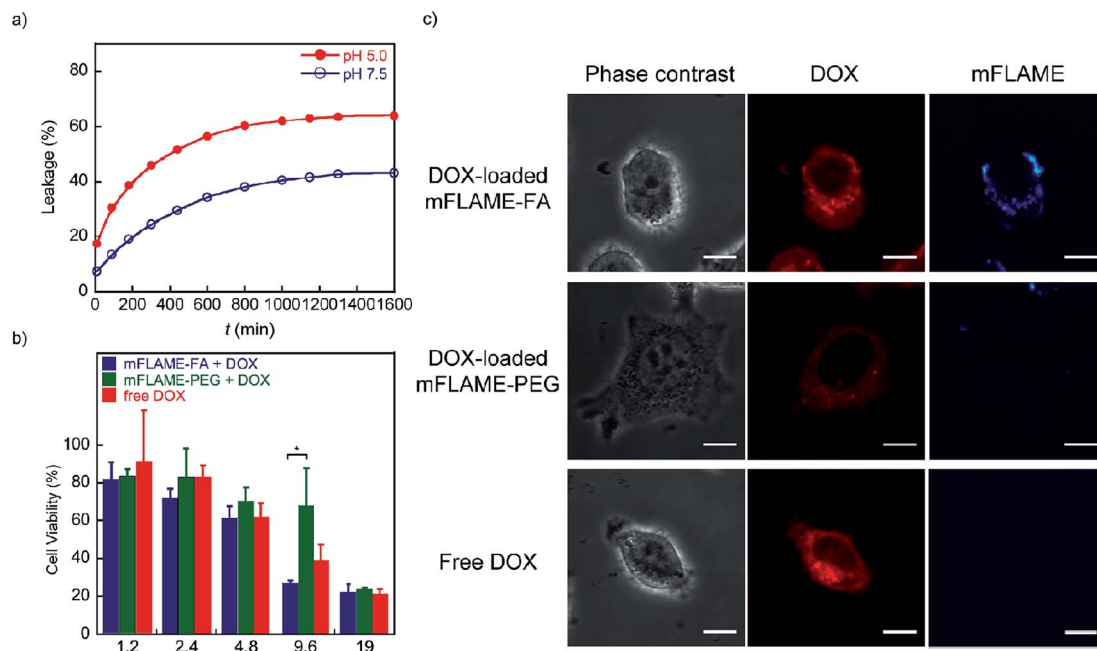 a)
pH 5.0
pH 7.5
80
60
40
20
0
Leakage (%)
0 200 400 600 800 1000 1200 1400 1600
t (min)
b)
mFLAME-FA + DOX
mFLAME-PEG + DOX
free DOX
100
80
60
40
20
0
Cell Viability (%)
*
1.2 2.4 4.8 9.6 19
c)
Phase contrast DOX mFLAME
DOX-loaded
mFLAME-FA
DOX-loaded
mFLAME-PEG
Free DOX